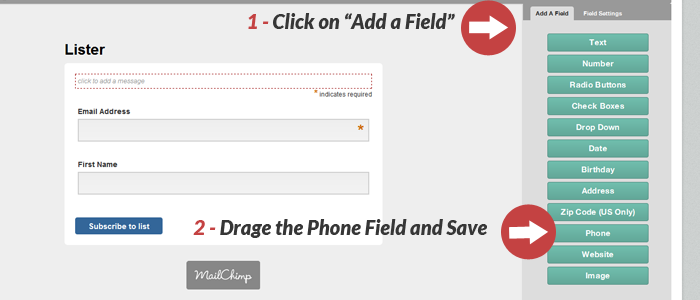 1 - Click on “Add a Field”
Add A Field
Field Settings
Lister
click to add a message
* indicates required
Email Address
*
First Name
Subscribe to list
2 - Drage the Phone Field and Save
MailChimp
Text
Number
Radio Buttons
Check Boxes
Drop Down
Date
Birthday
Address
Zip Code (US Only)
Phone
Website
Image